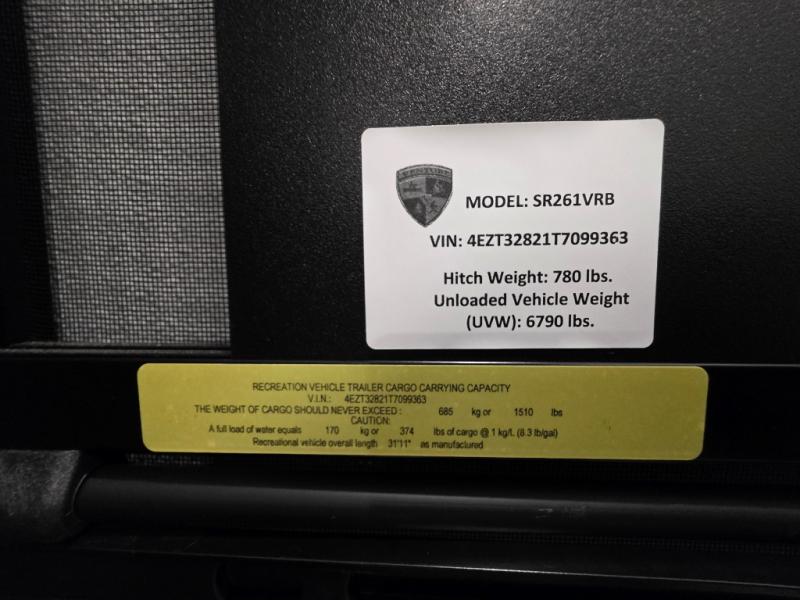 MODEL: SR261VRB
VIN: 4EZT32821T7099363
Hitch Weight: 780 lbs.
Unloaded Vehicle Weight
(UVW): 6790 lbs.
RECREATION VEHICLE TRAILER CARGO CARRYING CAPACITY
V.I.N.: 4EZT32821T7099363
THE WEIGHT OF CARGO SHOULD NEVER EXCEED : 685 kg or 1510 lbs
CAUTION:
A full load of water equals 170 kg or 374 lbs of cargo @ 1 kg/L (8.3 lb/gal)
Recreational vehicle overall length 31'11" as manufactured